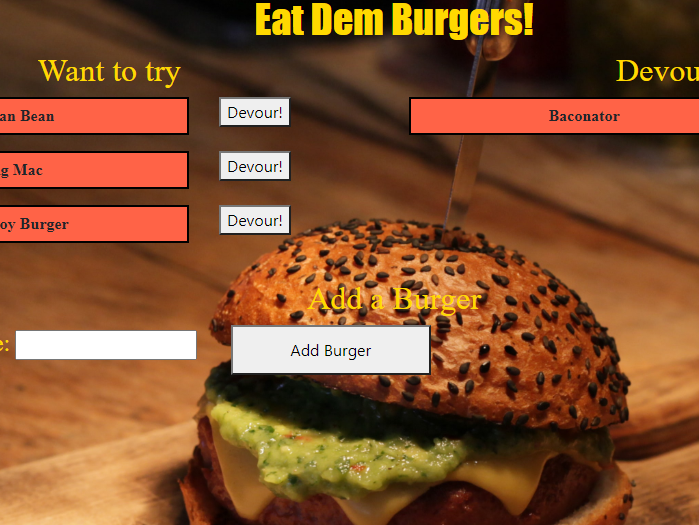 Eat Dem Burgers!
Want to try
Devou
an Bean
Devour!
Baconator
g Mac
Devour!
oy Burger
Devour!
Add a Burger
e:
Add Burger